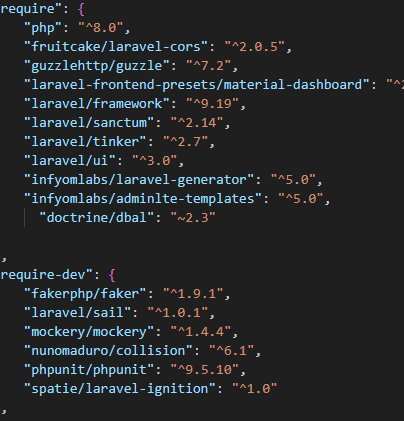 require": {
"php": "^8.0",
"fruitcake/laravel-cors": "^2.0.5",
"guzzlehttp/guzzle": "^7.2",
"laravel-frontend-presets/material-dashboard": "^
"laravel/framework": "^9.19",
"laravel/sanctum": "^2.14",
"laravel/tinker": "^2.7",
"laravel/ui": "^3.0",
"infyomlabs/laravel-generator": "^5.0",
"infyomlabs/adminlte-templates": "^5.0",
"doctrine/dbal": "~2.3"
,
require-dev": {
"fakerphp/faker": "^1.9.1",
"laravel/sail": "^1.0.1",
"mockery/mockery": "^1.4.4",
"nunomaduro/collision": "^6.1",
"phpunit/phpunit": "^9.5.10",
"spatie/laravel-ignition": "^1.0"
,